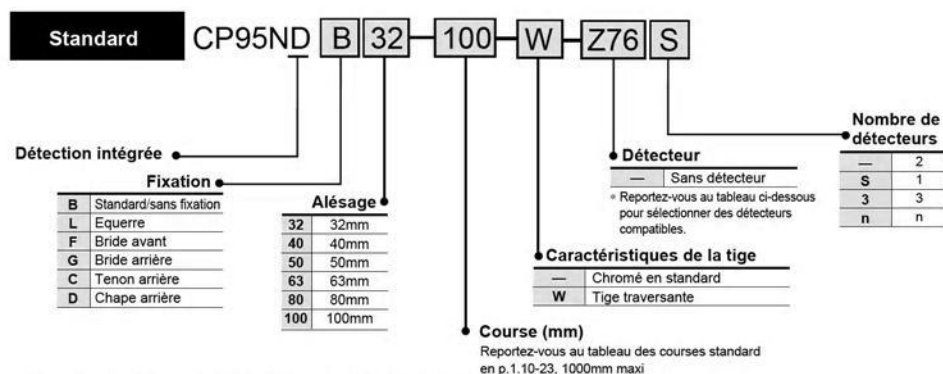 Standard CP95ND B 32 - 100 - W - Z76 S
Détection intégrée
Fixation
B Standard/sans fixation
L Equerre
F Bride avant
G Bride arrière
C Tenon arrière
D Chape arrière
Alésage
32 32mm
40 40mm
50 50mm
63 63mm
80 80mm
100 100mm
Course (mm)
Reportez-vous au tableau des courses standard
en p.1.10-23, 1000mm maxi
Caractéristiques de la tige
— Chromé en standard
W Tige traversante
Détecteur
— Sans détecteur
* Reportez-vous au tableau ci-dessous
pour sélectionner des détecteurs
compatibles.
Nombre de
détecteurs
— 2
S 1
3 3
n n